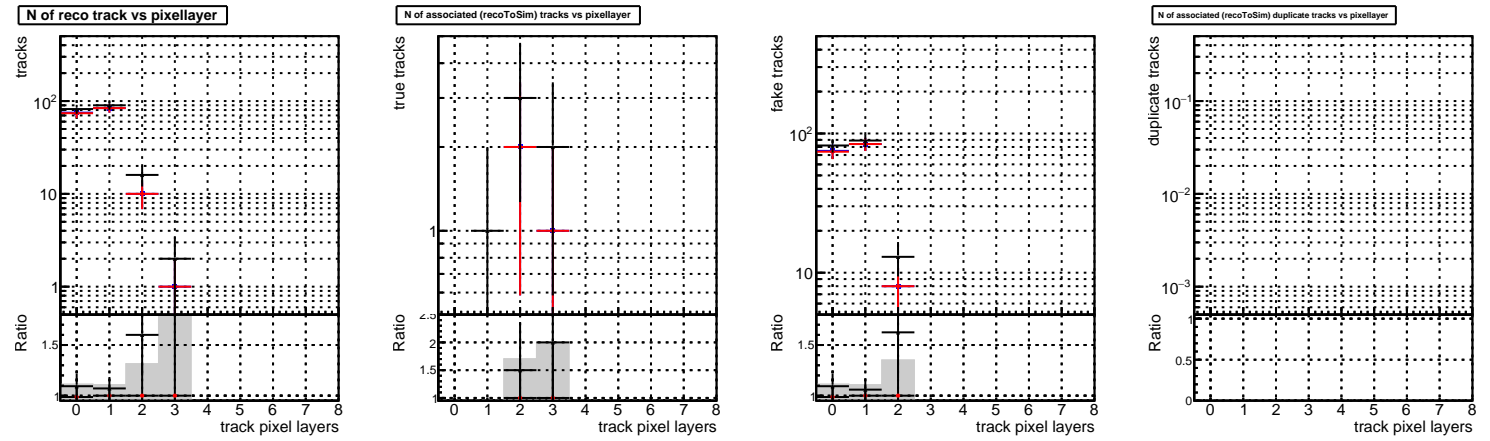 N of reco track vs pixellayer
N of associated (recoToSim) tracks vs pixellayer
N of associated (recoToSim) duplicate tracks vs pixellayer
tracks
10²
10
1
Ratio
1.5
1
0 1 2 3 4 5 6 7 8
track pixel layers
true tracks
1
Ratio
2.5
2
1.5
1
0 1 2 3 4 5 6 7 8
track pixel layers
fake tracks
10²
10
Ratio
1.5
1
0 1 2 3 4 5 6 7 8
track pixel layers
duplicate tracks
10⁻¹
10⁻²
10⁻³
Ratio
1
0.5
0
0 1 2 3 4 5 6 7 8
track pixel layers